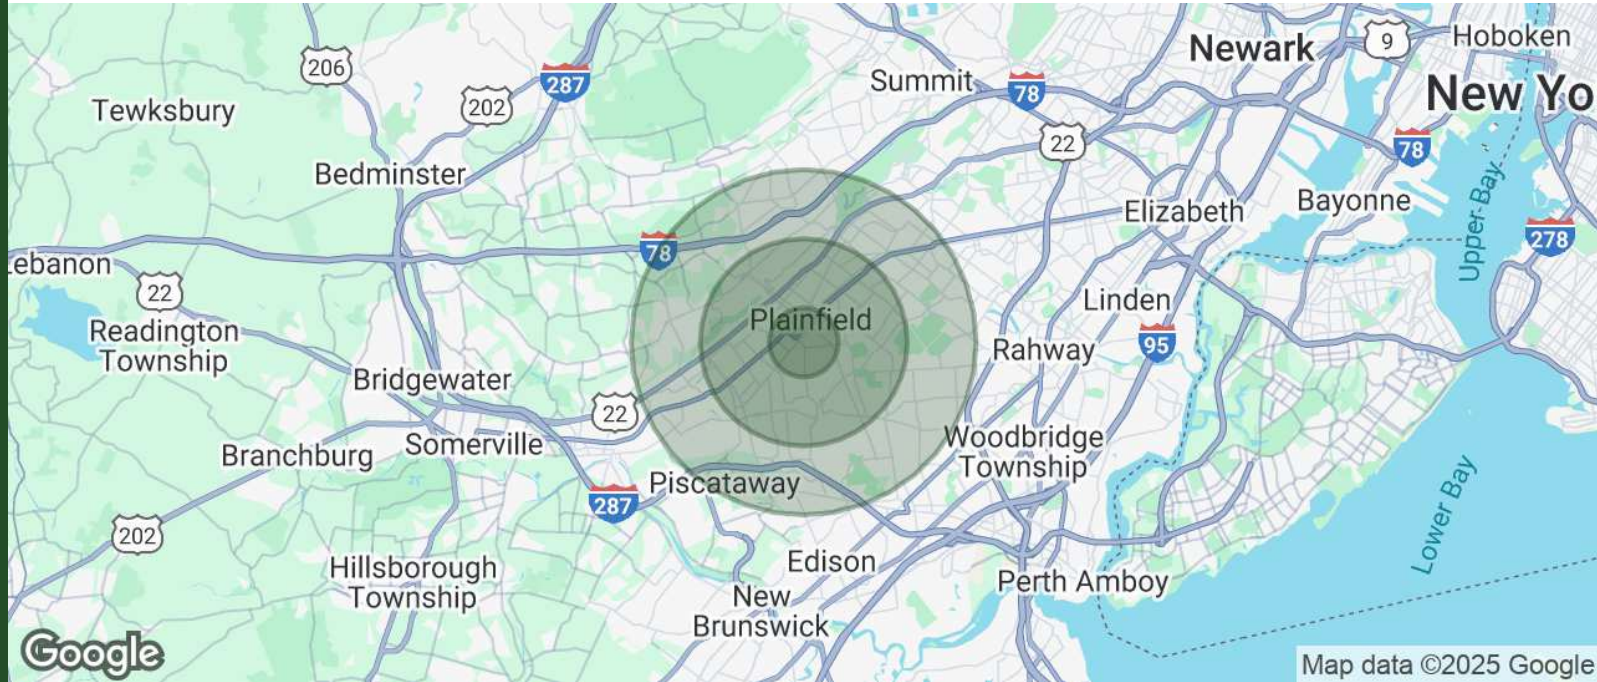 9
Hoboken
Newark
206
287
Summit
78
New Yo
202
Tewksbury
22
78
Bedminster
Upper Bay
Bayonne
Elizabeth
278
78
Lebanon
22
Linden
Plainfield
Readington
Township
95
Rahway
Bridgewater
22
Somerville
Woodbridge
Township
Branchburg
Piscataway
287
Lower Bay
202
Edison
Hillsborough
Township
Perth Amboy
New
Brunswick
Google
Map data ©2025 Google